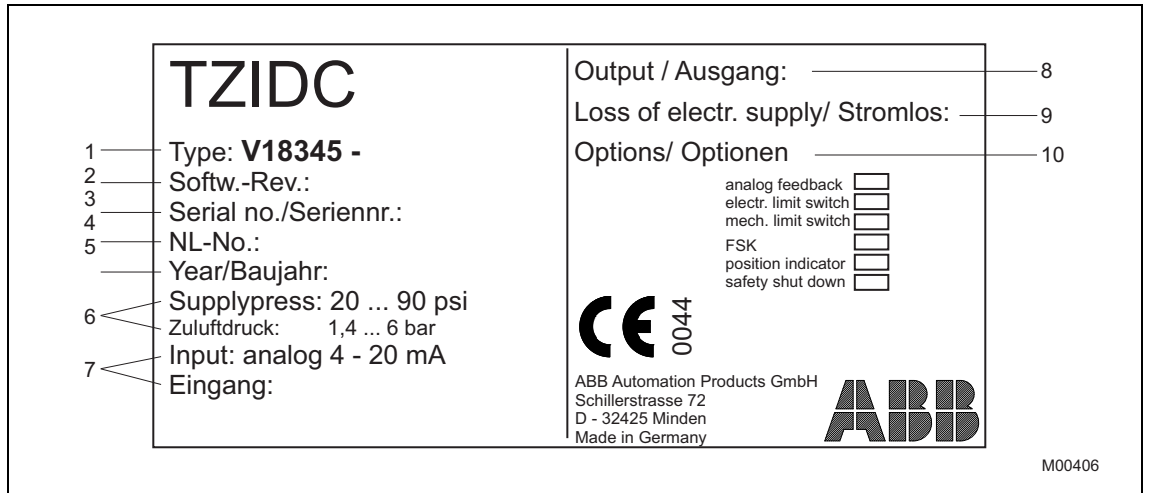 TZIDC
1 Type: V18345 -
2 Softw.-Rev.:
3 Serial no./Seriennr.:
4 NL-No.:
5 Year/Baujahr:
6 Supplypress: 20 ... 90 psi
Zuluftdruck: 1,4 ... 6 bar
7 Input: analog 4 - 20 mA
Eingang:
Output / Ausgang: 8
Loss of electr. supply/ Stromlos: 9
Options/ Optionen 10
analog feedback
electr. limit switch
mech. limit switch
FSK
position indicator
safety shut down
CE 0044
ABB Automation Products GmbH
Schillerstrasse 72
D - 32425 Minden
Made in Germany
ABB
M00406